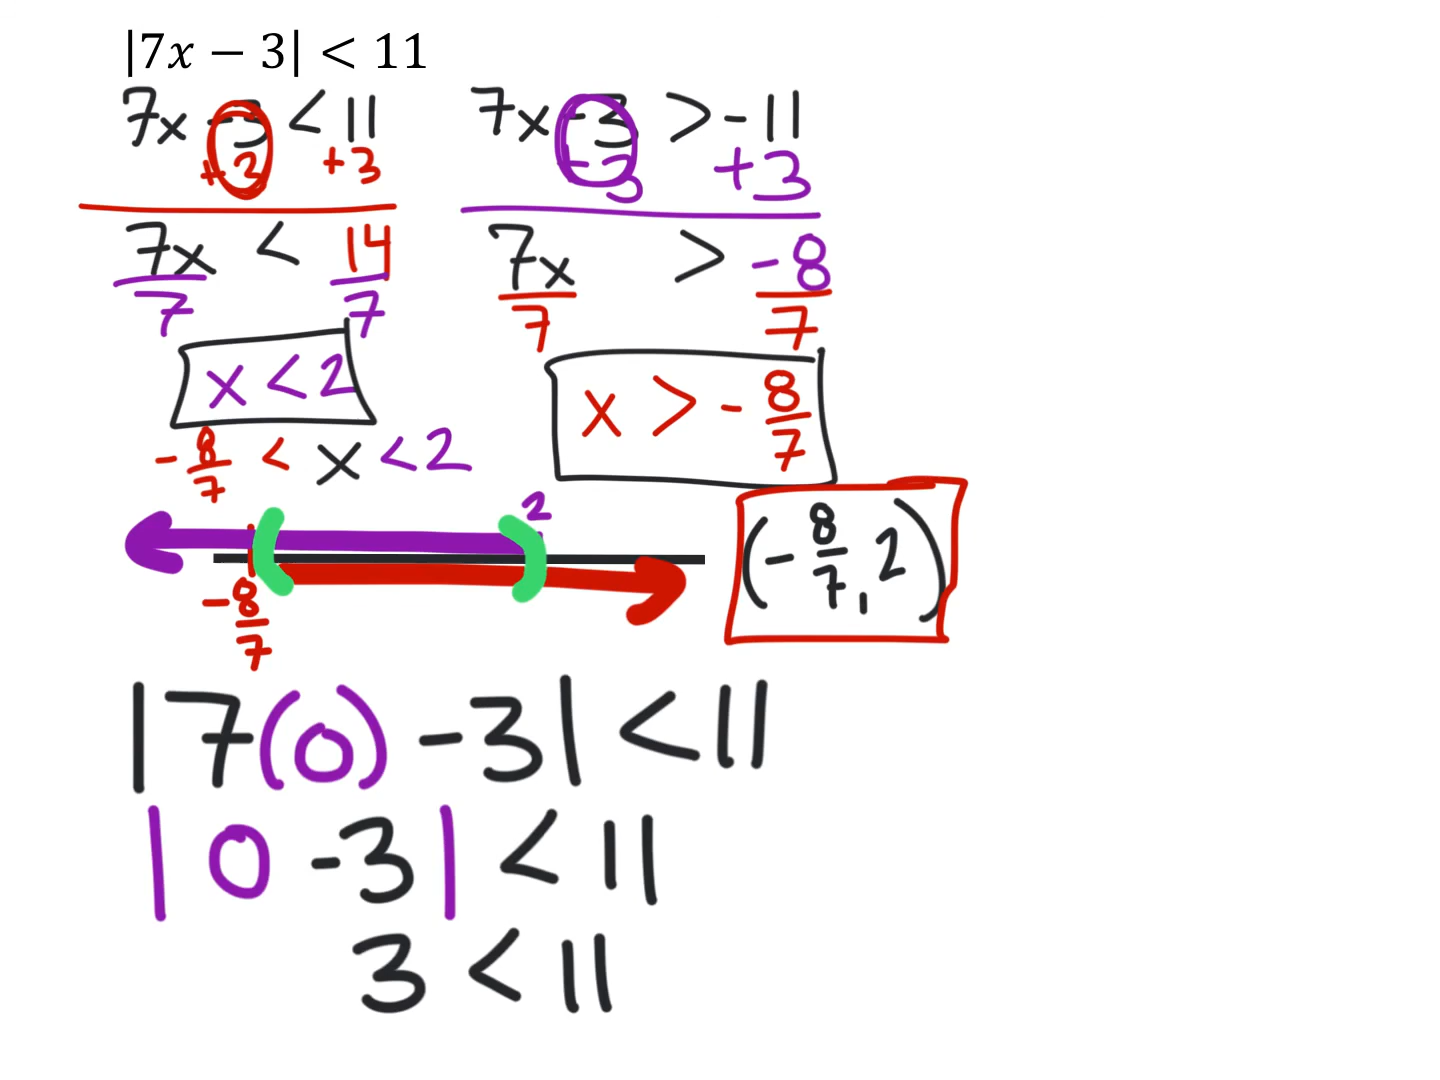 |7x − 3| < 11
7x -3 < 11
+3 +3
7x < 14
7 7
x < 2
7x -3 > -11
+3 +3
7x > -8
7 7
x > - 8/7
- 8/7 < x < 2
2
- 8/7
(- 8/7, 2)
|7(0) -3| < 11
|0 -3| < 11
3 < 11